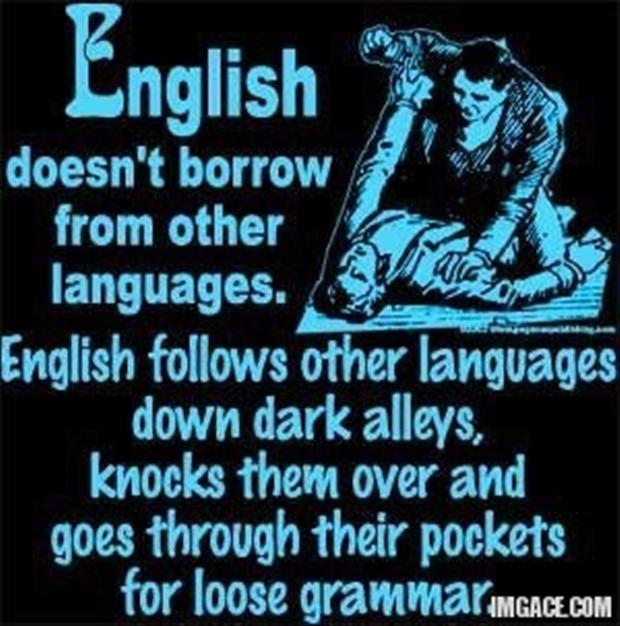 English
doesn't borrow
from other
languages.
English follows other languages
down dark alleys,
knocks them over and
goes through their pockets
for loose grammar.
IMGACE.COM